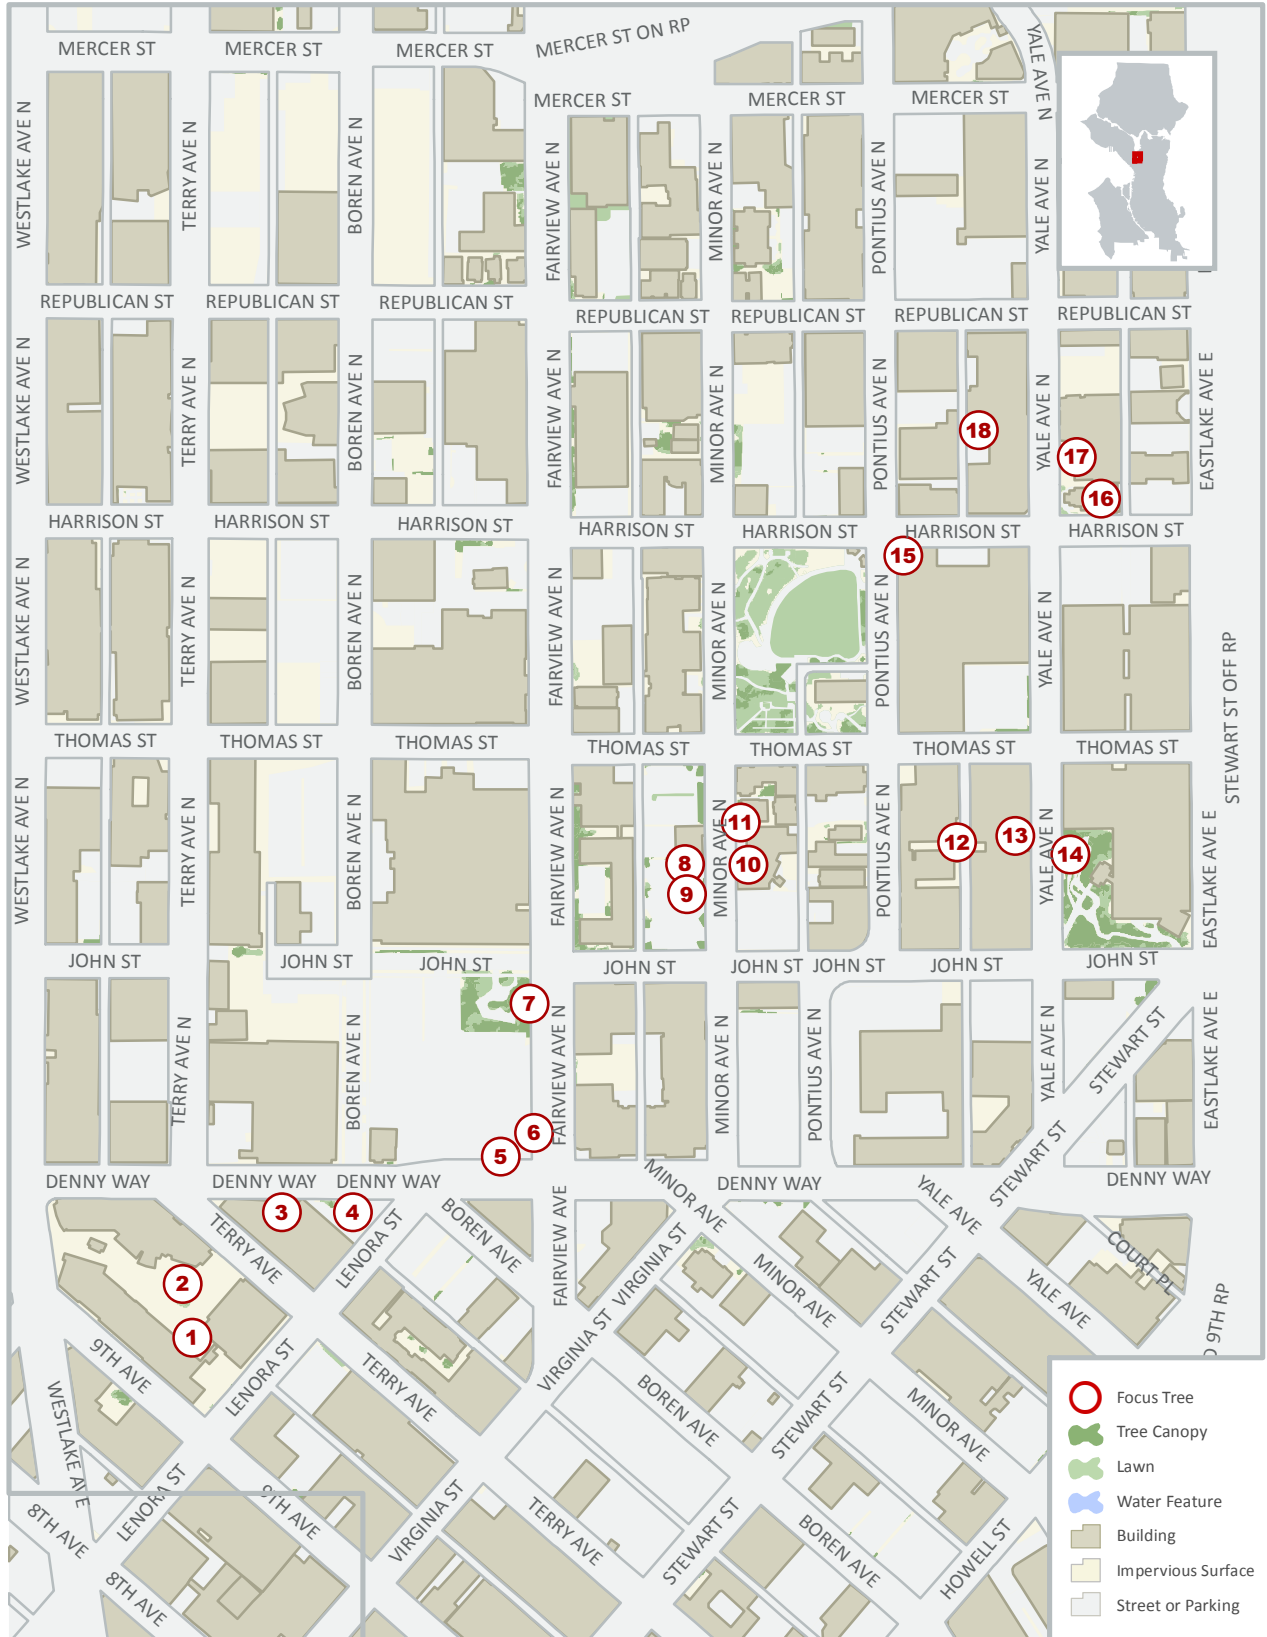 MERCER ST
MERCER ST
MERCER ST
MERCER ST ON RP
YALE AVE N
MERCER ST
MERCER ST
MERCER ST
WESTLAKE AVE N
TERRY AVE N
BOREN AVE N
FAIRVIEW AVE N
MINOR AVE N
PONTIUS AVE N
YALE AVE N
REPUBLICAN ST
REPUBLICAN ST
REPUBLICAN ST
REPUBLICAN ST
REPUBLICAN ST
REPUBLICAN ST
REPUBLICAN ST
WESTLAKE AVE N
TERRY AVE N
BOREN AVE N
FAIRVIEW AVE N
MINOR AVE N
PONTIUS AVE N
YALE AVE N
EASTLAKE AVE E
18
17
16
HARRISON ST
HARRISON ST
HARRISON ST
HARRISON ST
HARRISON ST
HARRISON ST
HARRISON ST
15
WESTLAKE AVE N
TERRY AVE N
BOREN AVE N
FAIRVIEW AVE N
MINOR AVE N
PONTIUS AVE N
YALE AVE N
STEWART ST OFF RP
THOMAS ST
THOMAS ST
THOMAS ST
THOMAS ST
THOMAS ST
THOMAS ST
THOMAS ST
WESTLAKE AVE N
TERRY AVE N
BOREN AVE N
FAIRVIEW AVE N
MINOR AVE N
PONTIUS AVE N
YALE AVE N
EASTLAKE AVE E
11
12
13
14
8
10
9
JOHN ST
JOHN ST
JOHN ST
JOHN ST
JOHN ST
JOHN ST
JOHN ST
JOHN ST
7
TERRY AVE N
BOREN AVE N
FAIRVIEW AVE N
MINOR AVE N
PONTIUS AVE N
YALE AVE N
STEWART ST
EASTLAKE AVE E
6
5
DENNY WAY
DENNY WAY
DENNY WAY
DENNY WAY
DENNY WAY
3
4
TERRY AVE
LENORA ST
BOREN AVE
FAIRVIEW AVE
VIRGINIA ST
MINOR AVE
YALE AVE
STEWART ST
2
1
MINOR AVE
STEWART ST
YALE AVE
COURT PL
9TH AVE
LENORA ST
TERRY AVE
VIRGINIA ST
BOREN AVE
STEWART ST
MINOR AVE
D 9TH RP
WESTLAKE AVE
8TH AVE
LENORA ST
9TH AVE
VIRGINIA ST
TERRY AVE
STEWART ST
BOREN AVE
HOWELL ST
8TH AVE
Focus Tree
Tree Canopy
Lawn
Water Feature
Building
Impervious Surface
Street or Parking